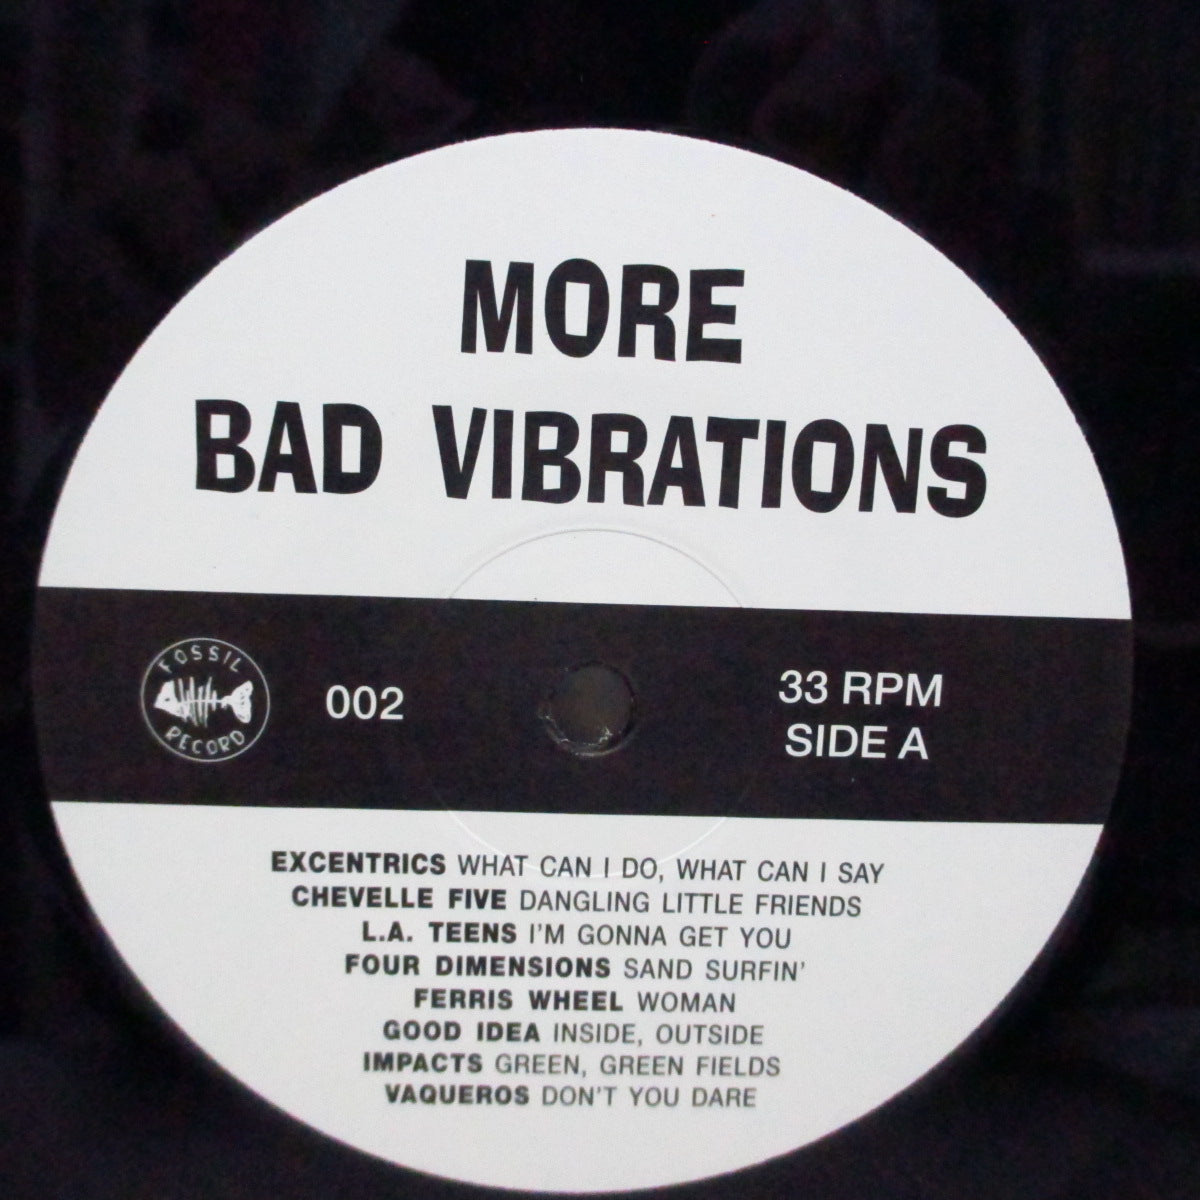 MORE
BAD VIBRATIONS
FOSSIL
RECORD
002
33 RPM
SIDE A
EXCENTRICS WHAT CAN I DO, WHAT CAN I SAY
CHEVELLE FIVE DANGLING LITTLE FRIENDS
L.A. TEENS I'M GONNA GET YOU
FOUR DIMENSIONS SAND SURFIN'
FERRIS WHEEL WOMAN
GOOD IDEA INSIDE, OUTSIDE
IMPACTS GREEN, GREEN FIELDS
VAQUEROS DON'T YOU DARE